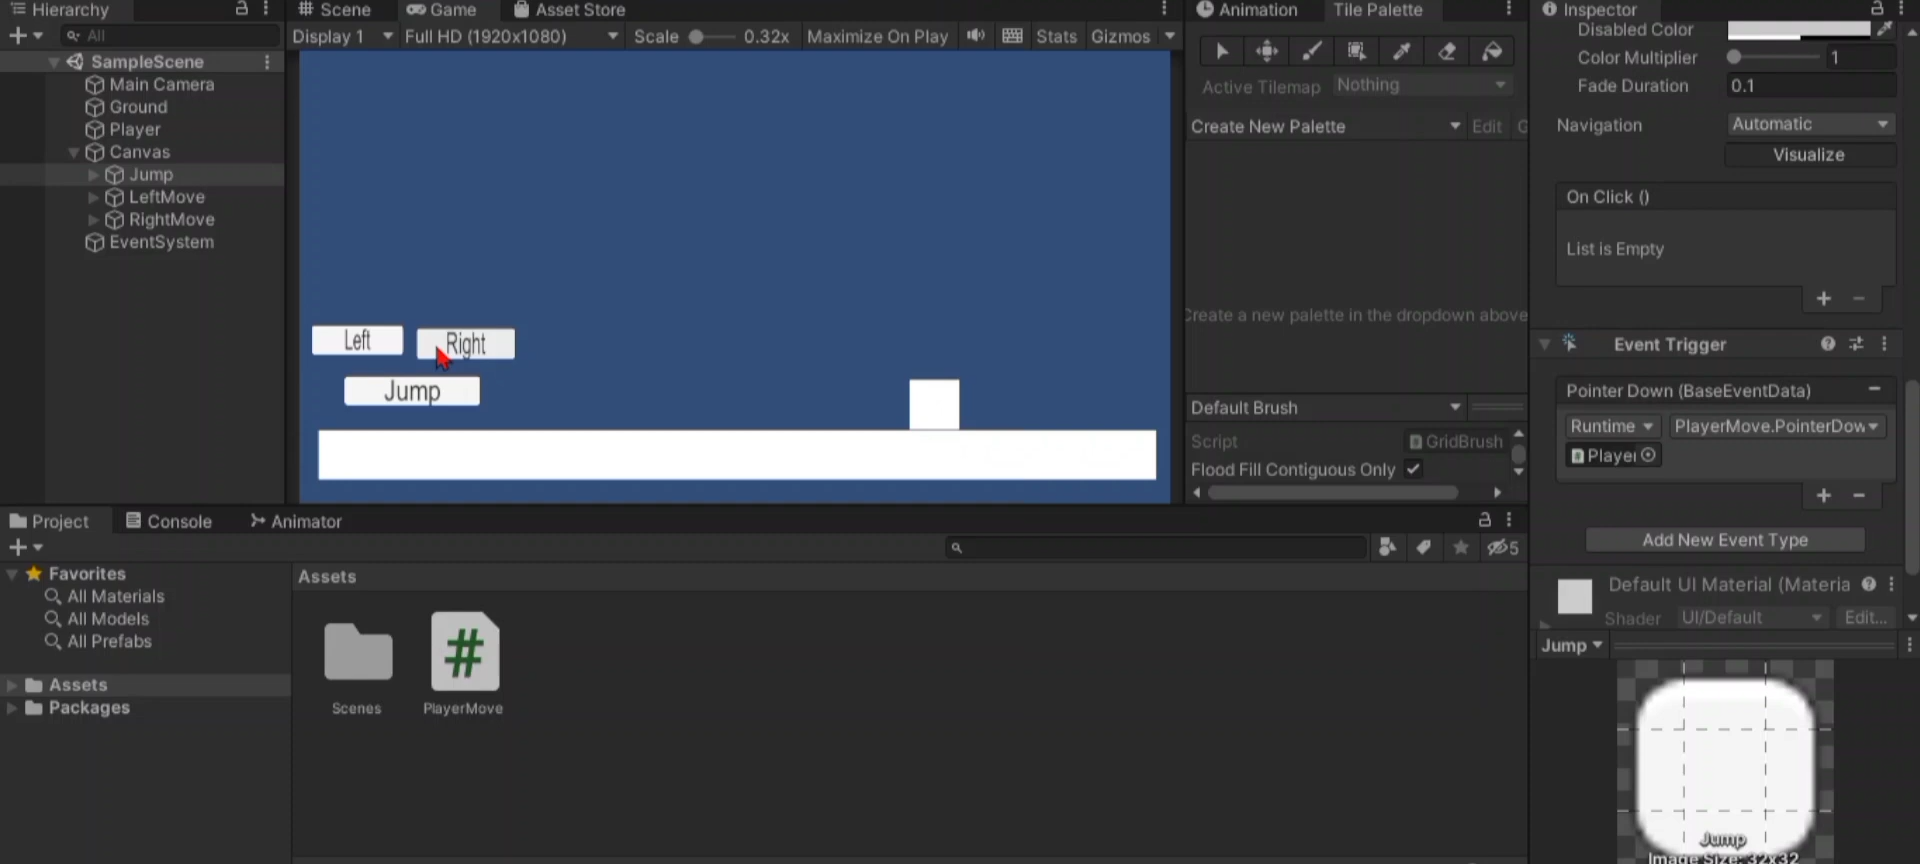 Hierarchy
All
SampleScene
Main Camera
Ground
Player
Canvas
Jump
LeftMove
RightMove
EventSystem
Scene Game Asset Store
Display 1 Full HD (1920x1080) Scale 0.32x Maximize On Play Stats Gizmos
Left Right
Jump
Animation Tile Palette
Active Tilemap Nothing
Create New Palette Edit
Create a new palette in the dropdown above
Default Brush
Script GridBrush
Flood Fill Contiguous Only
Inspector
Disabled Color
Color Multiplier 1
Fade Duration 0.1
Navigation Automatic
Visualize
On Click ()
List is Empty
Event Trigger
Pointer Down (BaseEventData)
Runtime PlayerMove.PointerDow
Player
Add New Event Type
Default UI Material (Materia
Shader UI/Default Edit...
Jump
Jump
Image Size: 32x32
Project Console Animator
5
Favorites
All Materials
All Models
All Prefabs
Assets
Packages
Assets
Scenes PlayerMove